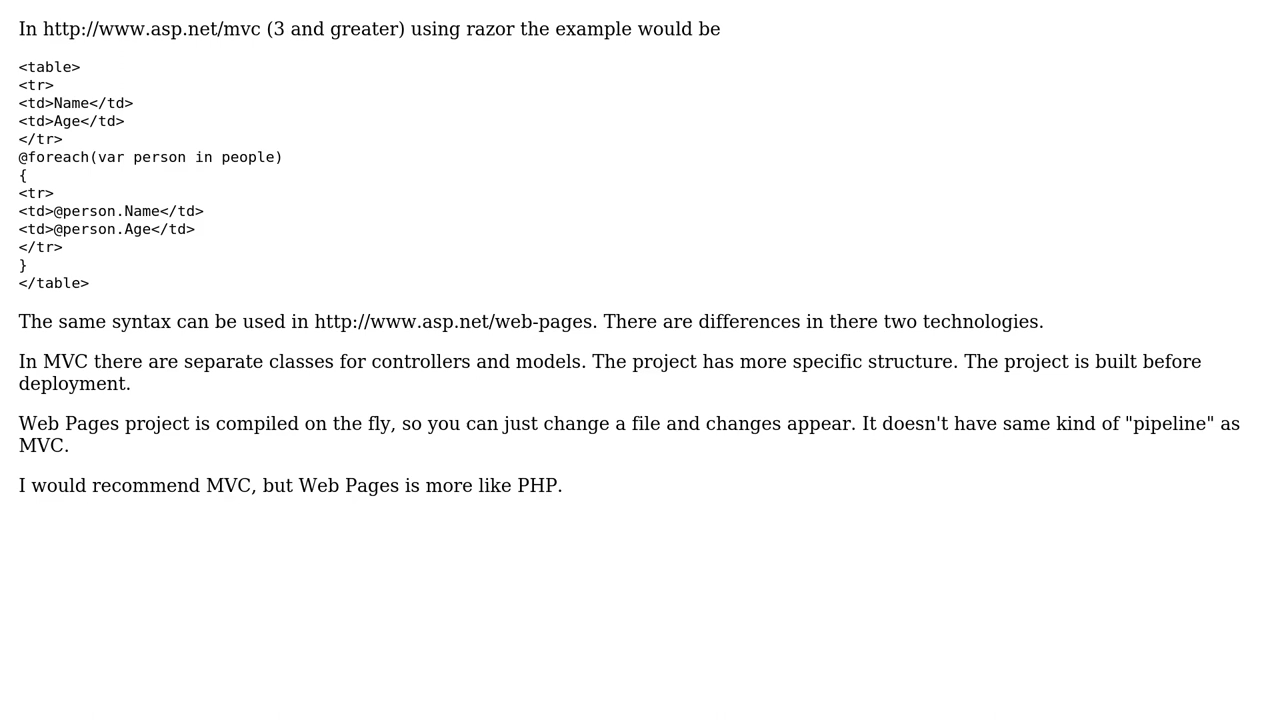 In http://www.asp.net/mvc (3 and greater) using razor the example would be
<table>
<tr>
<td>Name</td>
<td>Age</td>
</tr>
@foreach(var person in people)
{
<tr>
<td>@person.Name</td>
<td>@person.Age</td>
</tr>
}
</table>
The same syntax can be used in http://www.asp.net/web-pages. There are differences in there two technologies.
In MVC there are separate classes for controllers and models. The project has more specific structure. The project is built before
deployment.
Web Pages project is compiled on the fly, so you can just change a file and changes appear. It doesn't have same kind of "pipeline" as
MVC.
I would recommend MVC, but Web Pages is more like PHP.